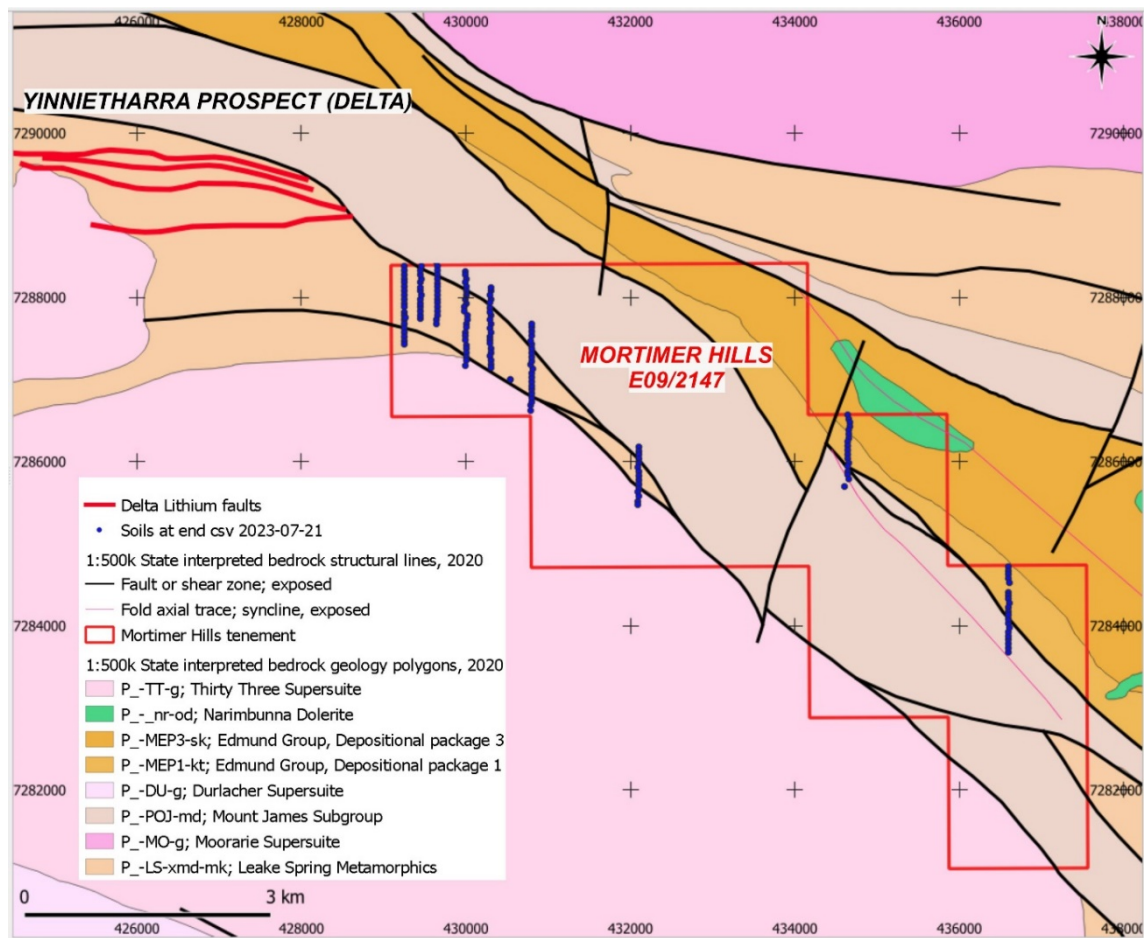 426000 428000 430000 432000 434000 436000 438000
N
YINNIETHARRA PROSPECT (DELTA)
7290000 7290000
7288000 7288000
MORTIMER HILLS
E09/2147
7286000 7286000
Delta Lithium faults
Soils at end csv 2023-07-21
1:500k State interpreted bedrock structural lines, 2020
Fault or shear zone; exposed
Fold axial trace; syncline, exposed
Mortimer Hills tenement
7284000 7284000
1:500k State interpreted bedrock geology polygons, 2020
P_-TT-g; Thirty Three Supersuite
P_-_nr-od; Narimbunna Dolerite
P_-MEP3-sk; Edmund Group, Depositional package 3
P_-MEP1-kt; Edmund Group, Depositional package 1
P_-DU-g; Durlacher Supersuite
7282000 7282000
P_-POJ-md; Mount James Subgroup
P_-MO-g; Moorarie Supersuite
P_-LS-xmd-mk; Leake Spring Metamorphics
0 3 km
426000 428000 430000 432000 434000 436000 438000